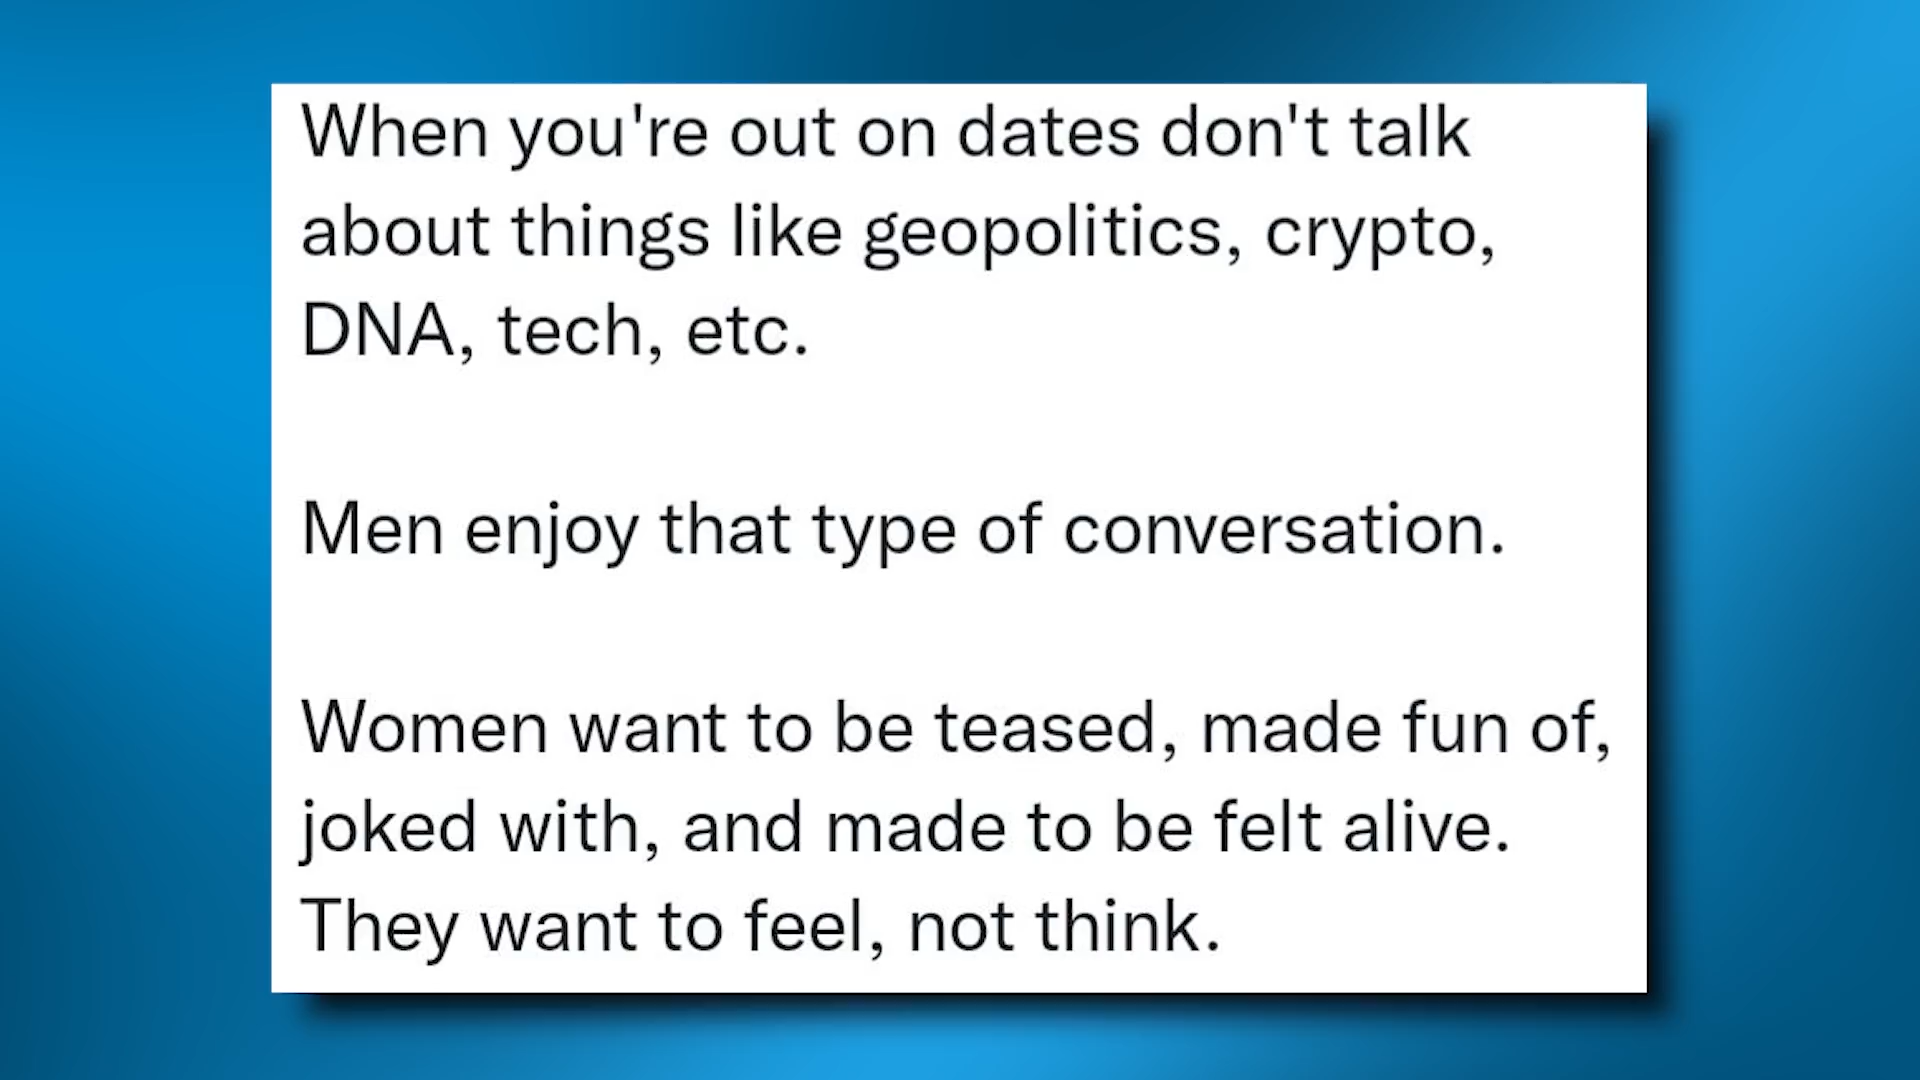 When you're out on dates don't talk
about things like geopolitics, crypto,
DNA, tech, etc.
Men enjoy that type of conversation.
Women want to be teased, made fun of,
joked with, and made to be felt alive.
They want to feel, not think.